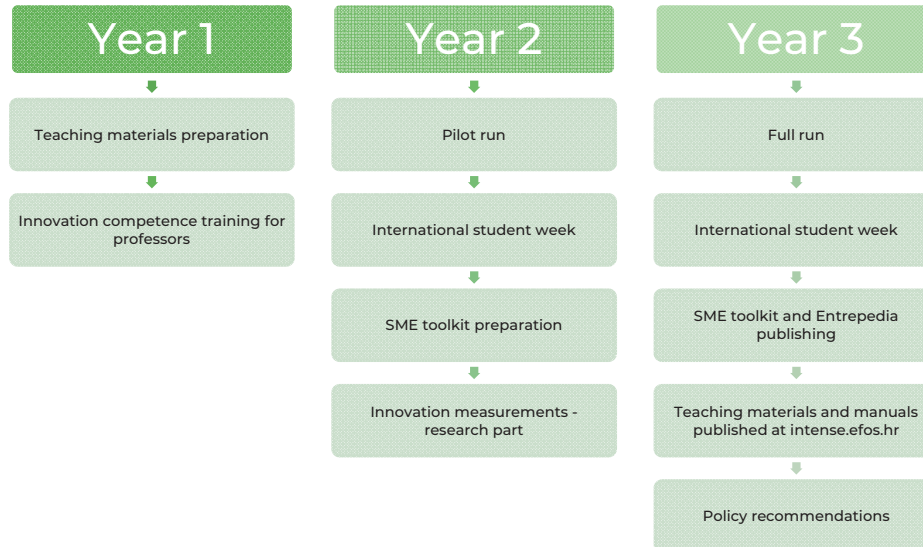 Year 1
Teaching materials preparation
Innovation competence training for
professors
Year 2
Pilot run
International student week
SME toolkit preparation
Innovation measurements -
research part
Year 3
Full run
International student week
SME toolkit and Entrepedia
publishing
Teaching materials and manuals
published at intense.efos.hr
Policy recommendations